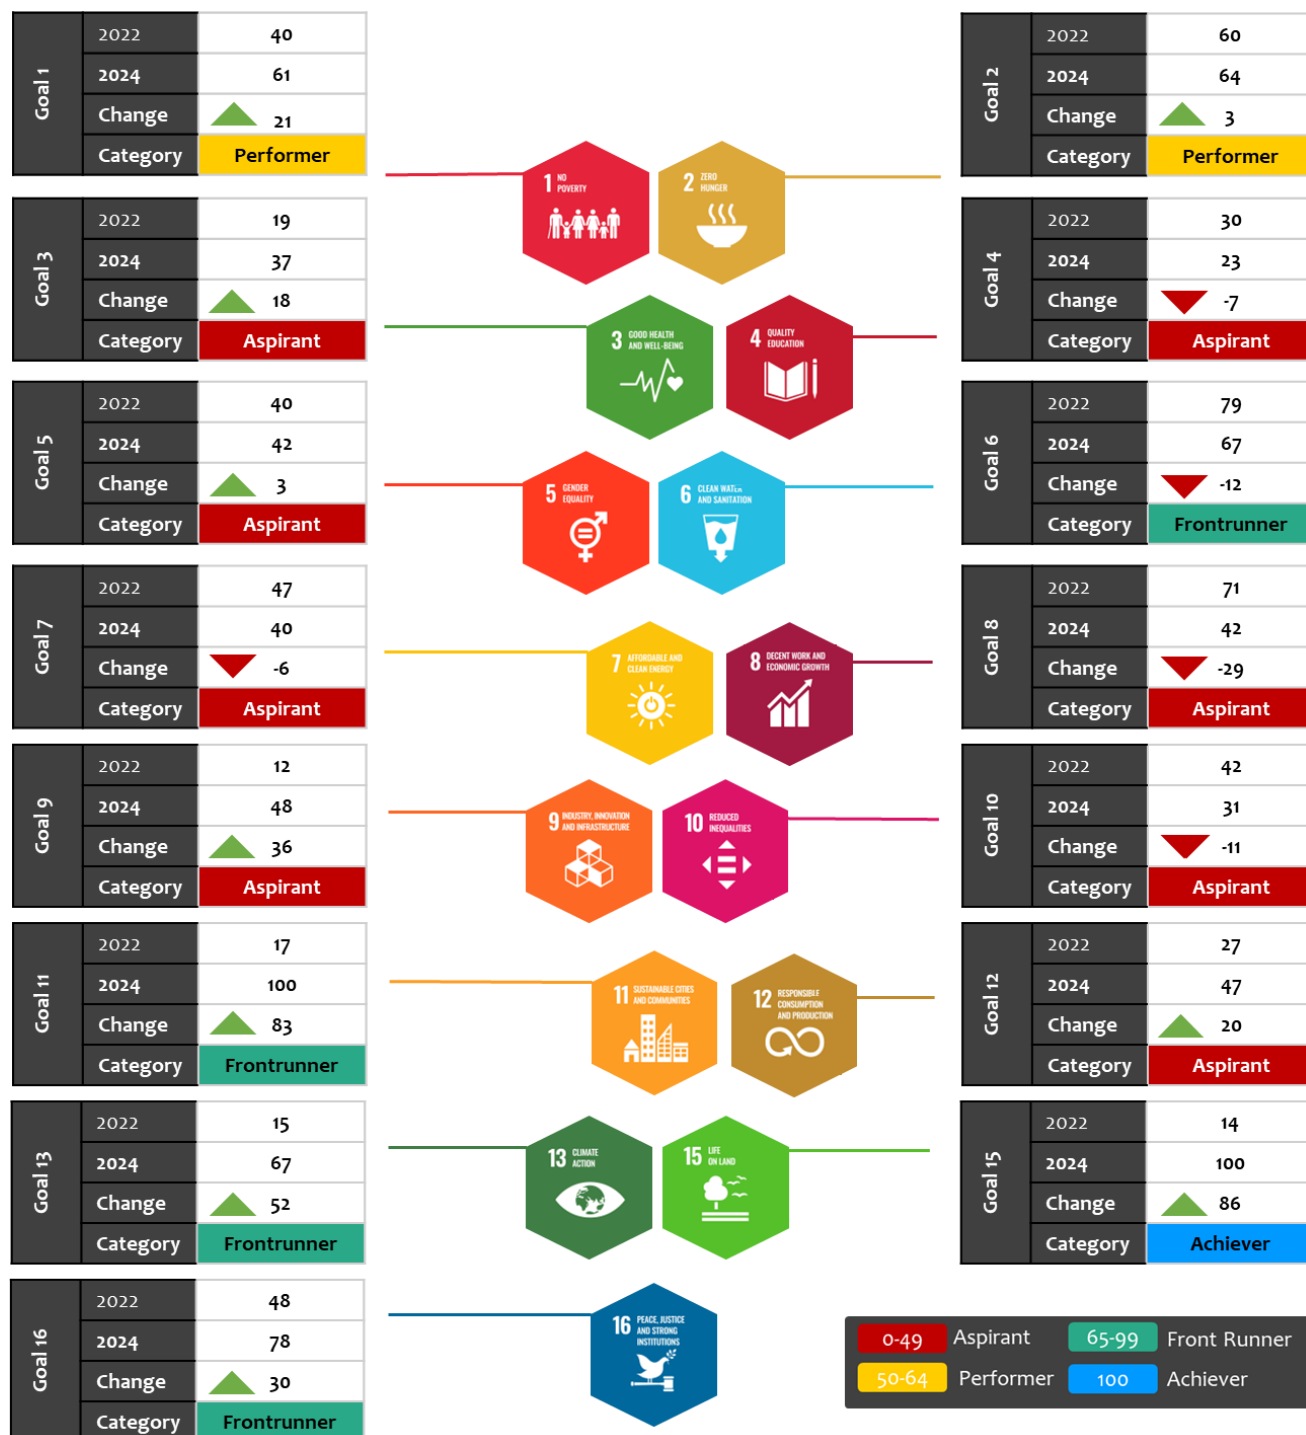 Goal 1
2022 40
2024 61
Change 21
Category Performer
Goal 2
2022 60
2024 64
Change 3
Category Performer
1 NO
POVERTY
2 ZERO
HUNGER
Goal 3
2022 19
2024 37
Change 18
Category Aspirant
Goal 4
2022 30
2024 23
Change -7
Category Aspirant
3 GOOD HEALTH
AND WELL-BEING
4 QUALITY
EDUCATION
Goal 5
2022 40
2024 42
Change 3
Category Aspirant
Goal 6
2022 79
2024 67
Change -12
Category Frontrunner
5 GENDER
EQUALITY
6 CLEAN WATER
AND SANITATION
Goal 7
2022 47
2024 40
Change -6
Category Aspirant
Goal 8
2022 71
2024 42
Change -29
Category Aspirant
7 AFFORDABLE AND
CLEAN ENERGY
8 DECENT WORK AND
ECONOMIC GROWTH
Goal 9
2022 12
2024 48
Change 36
Category Aspirant
Goal 10
2022 42
2024 31
Change -11
Category Aspirant
9 INDUSTRY, INNOVATION
AND INFRASTRUCTURE
10 REDUCED
INEQUALITIES
Goal 11
2022 17
2024 100
Change 83
Category Frontrunner
Goal 12
2022 27
2024 47
Change 20
Category Aspirant
11 SUSTAINABLE CITIES
AND COMMUNITIES
12 RESPONSIBLE
CONSUMPTION
AND PRODUCTION
Goal 13
2022 15
2024 67
Change 52
Category Frontrunner
Goal 15
2022 14
2024 100
Change 86
Category Achiever
13 CLIMATE
ACTION
15 LIFE
ON LAND
Goal 16
2022 48
2024 78
Change 30
Category Frontrunner
16 PEACE, JUSTICE
AND STRONG
INSTITUTIONS
0-49 Aspirant
65-99 Front Runner
50-64 Performer
100 Achiever